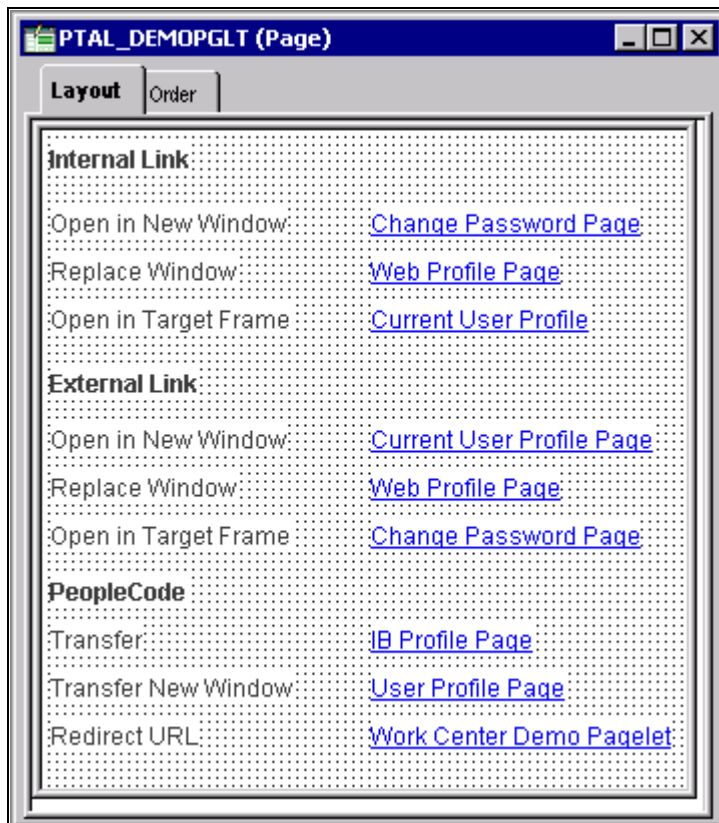 PTAL_DEMOPGLT (Page)
Layout Order
Internal Link
Open in New Window Change Password Page
Replace Window Web Profile Page
Open in Target Frame Current User Profile
External Link
Open in New Window Current User Profile Page
Replace Window Web Profile Page
Open in Target Frame Change Password Page
PeopleCode
Transfer IB Profile Page
Transfer New Window User Profile Page
Redirect URL Work Center Demo Pagelet